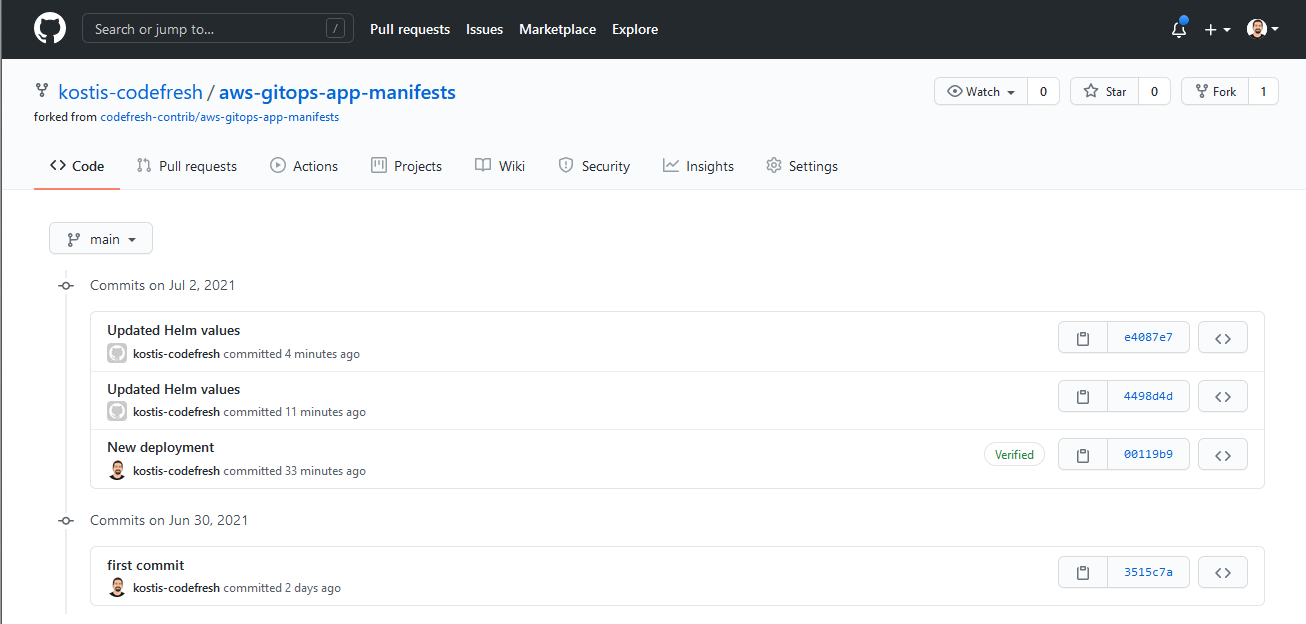 Search or jump to... / Pull requests Issues Marketplace Explore
kostis-codefresh / aws-gitops-app-manifests Watch 0 Star 0 Fork 1
forked from codefresh-contrib/aws-gitops-app-manifests
Code Pull requests Actions Projects Wiki Security Insights Settings
main
Commits on Jul 2, 2021
Updated Helm values
kostis-codefresh committed 4 minutes ago e4087e7
Updated Helm values
kostis-codefresh committed 11 minutes ago 4498d4d
New deployment
kostis-codefresh committed 33 minutes ago Verified 00119b9
Commits on Jun 30, 2021
first commit
kostis-codefresh committed 2 days ago 3515c7a